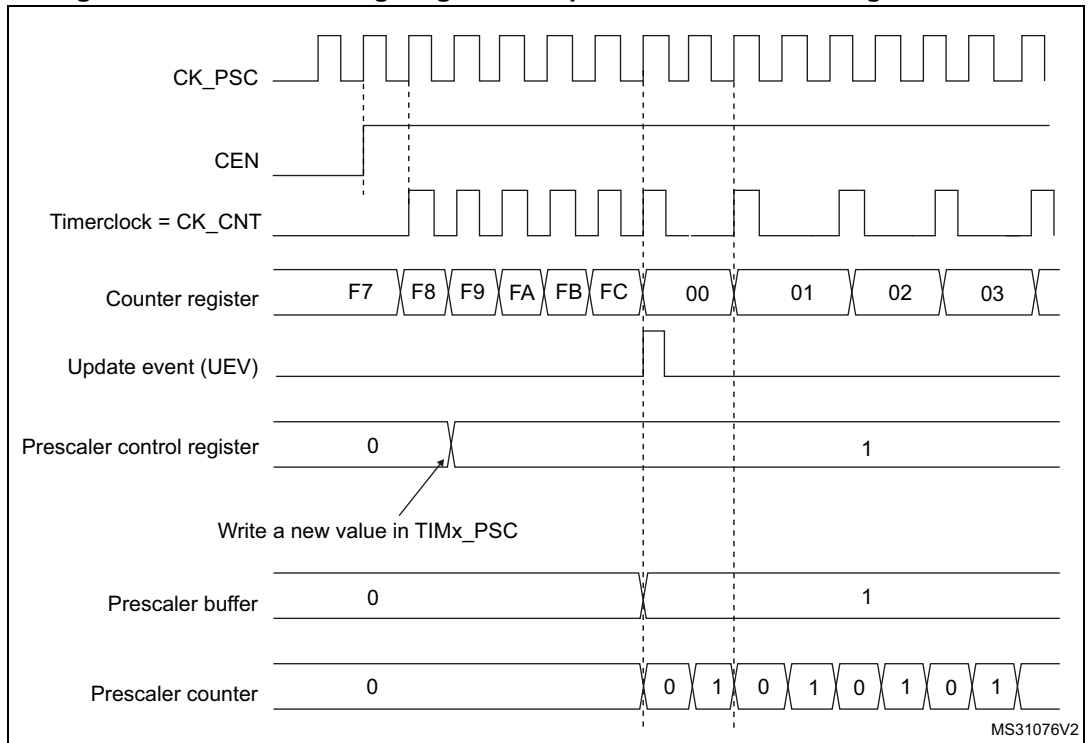 CK_PSC
CEN
Timerclock = CK_CNT
Counter register F7 F8 F9 FA FB FC 00 01 02 03
Update event (UEV)
Prescaler control register 0 1
Write a new value in TIMx_PSC
Prescaler buffer 0 1
Prescaler counter 0 0 1 0 1 0 1 0 1
MS31076V2